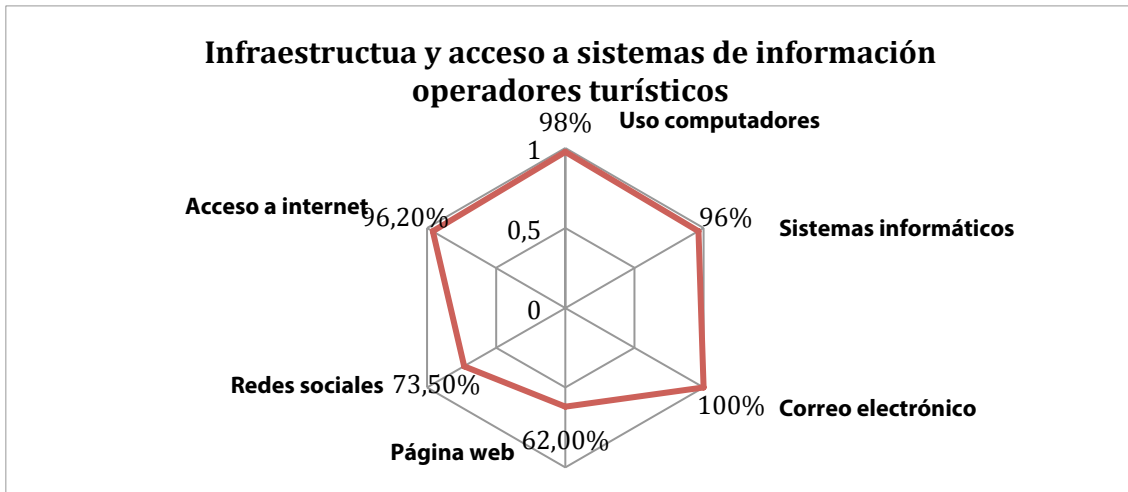 Infraestructua y acceso a sistemas de información
operadores turísticos
98% Uso computadores
1
Acceso a internet 96,20%
96% Sistemas informáticos
0,5
0
Redes sociales 73,50%
100% Correo electrónico
Página web 62,00%